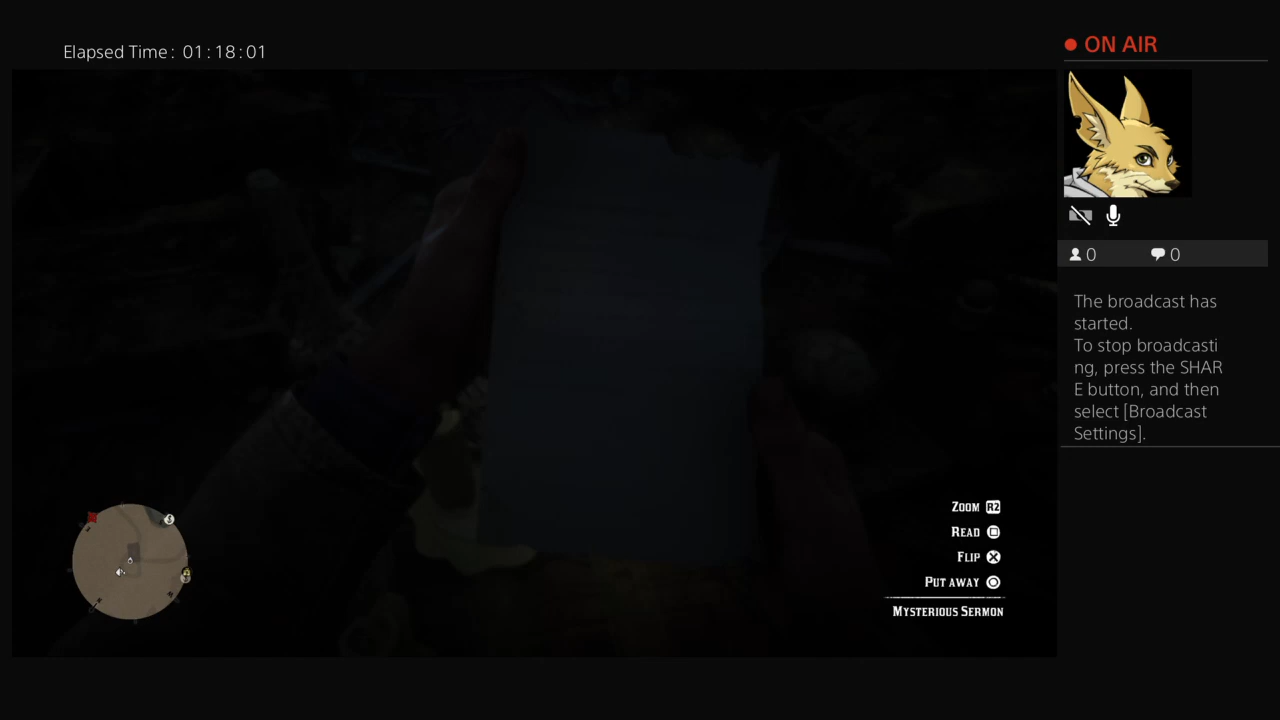 Elapsed Time: 01:18:01
ON AIR
0 0
The broadcast has
started.
To stop broadcasti
ng, press the SHAR
E button, and then
select [Broadcast
Settings].
ZOOM R2
READ
FLIP
PUT AWAY
MYSTERIOUS SERMON